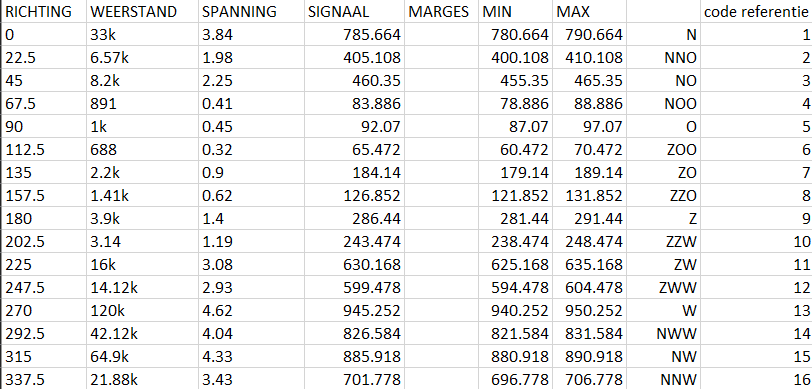 RICHTING WEERSTAND SPANNING SIGNAAL MARGES MIN MAX code referentie
0 33k 3.84 785.664 780.664 790.664 N 1
22.5 6.57k 1.98 405.108 400.108 410.108 NNO 2
45 8.2k 2.25 460.35 455.35 465.35 NO 3
67.5 891 0.41 83.886 78.886 88.886 NOO 4
90 1k 0.45 92.07 87.07 97.07 O 5
112.5 688 0.32 65.472 60.472 70.472 ZOO 6
135 2.2k 0.9 184.14 179.14 189.14 ZO 7
157.5 1.41k 0.62 126.852 121.852 131.852 ZZO 8
180 3.9k 1.4 286.44 281.44 291.44 Z 9
202.5 3.14 1.19 243.474 238.474 248.474 ZZW 10
225 16k 3.08 630.168 625.168 635.168 ZW 11
247.5 14.12k 2.93 599.478 594.478 604.478 ZWW 12
270 120k 4.62 945.252 940.252 950.252 W 13
292.5 42.12k 4.04 826.584 821.584 831.584 NWW 14
315 64.9k 4.33 885.918 880.918 890.918 NW 15
337.5 21.88k 3.43 701.778 696.778 706.778 NNW 16